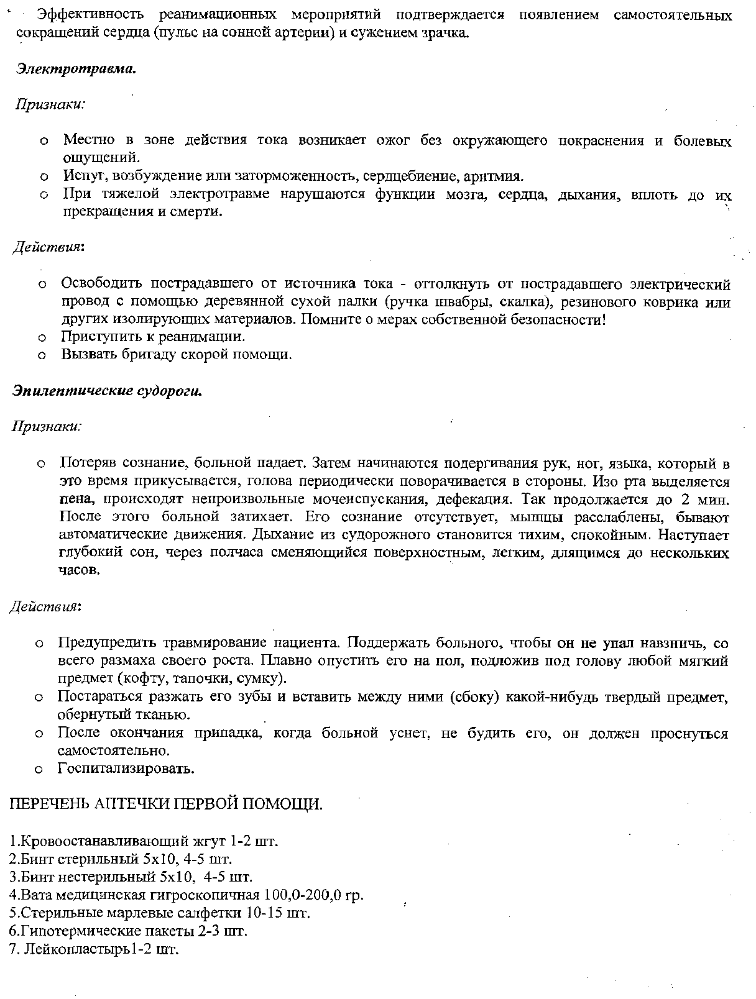 Эффективность реанимационных мероприятий подтверждается появлением самостоятельных
сокращений сердца (пульс на сонной артерии) и сужением зрачка.
Электротравма.
Признаки:
o Местно в зоне действия тока возникает ожог без окружающего покраснения и болевых
ощущений.
o Испуг, возбуждение или заторможенность, сердцебиение, аритмия.
o При тяжелой электротравме нарушаются функции мозга, сердца, дыхания, вплоть до их
прекращения и смерти.
Действия:
o Освободить пострадавшего от источника тока - оттолкнуть от пострадавшего электрический
провод с помощью деревянной сухой палки (ручка швабры, скалка), резинового коврика или
других изолирующих материалов. Помните о мерах собственной безопасности!
o Приступить к реанимации.
o Вызвать бригаду скорой помощи.
Эпилептические судороги.
Признаки:
o Потеряв сознание, больной падает. Затем начинаются подергивания рук, ног, языка, который в
это время прикусывается, голова периодически поворачивается в стороны. Изо рта выделяется
пена, происходят непроизвольные мочеиспускания, дефекация. Так продолжается до 2 мин.
После этого больной затихает. Его сознание отсутствует, мышцы расслаблены, бывают
автоматические движения. Дыхание из судорожного становится тихим, спокойным. Наступает
глубокий сон, через полчаса сменяющийся поверхностным, легким, длящимся до нескольких
часов.
Действия:
o Предупредить травмирование пациента. Поддержать больного, чтобы он не упал навзничь, со
всего размаха своего роста. Плавно опустить его на пол, подложив под голову любой мягкий
предмет (кофту, тапочки, сумку).
o Постараться разжать его зубы и вставить между ними (сбоку) какой-нибудь твердый предмет,
обернутый тканью.
o После окончания припадка, когда больной уснет, не будить его, он должен проснуться
самостоятельно.
o Госпитализировать.
ПЕРЕЧЕНЬ АПТЕЧКИ ПЕРВОЙ ПОМОЩИ.
1.Кровоостанавливающий жгут 1-2 шт.
2.Бинт стерильный 5х10, 4-5 шт.
3.Бинт нестерильный 5х10, 4-5 шт.
4.Вата медицинская гигроскопичная 100,0-200,0 гр.
5.Стерильные марлевые салфетки 10-15 шт.
6.Гипотермические пакеты 2-3 шт.
7. Лейкопластырь1-2 шт.